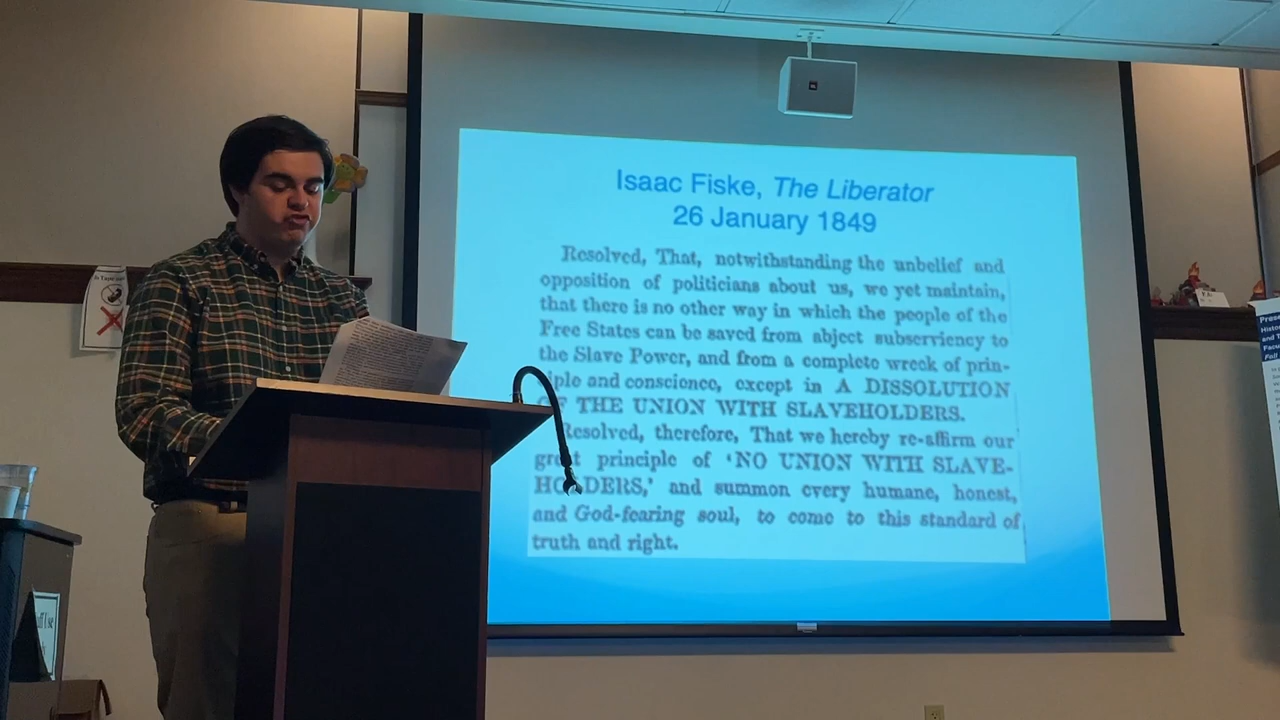 Isaac Fiske, The Liberator
26 January 1849
Resolved, That, notwithstanding the unbelief and
opposition of politicians about us, we yet maintain,
that there is no other way in which the people of the
Free States can be saved from abject subserviency to
the Slave Power, and from a complete wreck of prin-
iple and conscience, except in A DISSOLUTION
OF THE UNION WITH SLAVEHOLDERS.
Resolved, therefore, That we hereby re-affirm our
great principle of 'NO UNION WITH SLAVE-
HOLDERS,' and summon every humane, honest,
and God-fearing soul, to come to this standard of
truth and right.